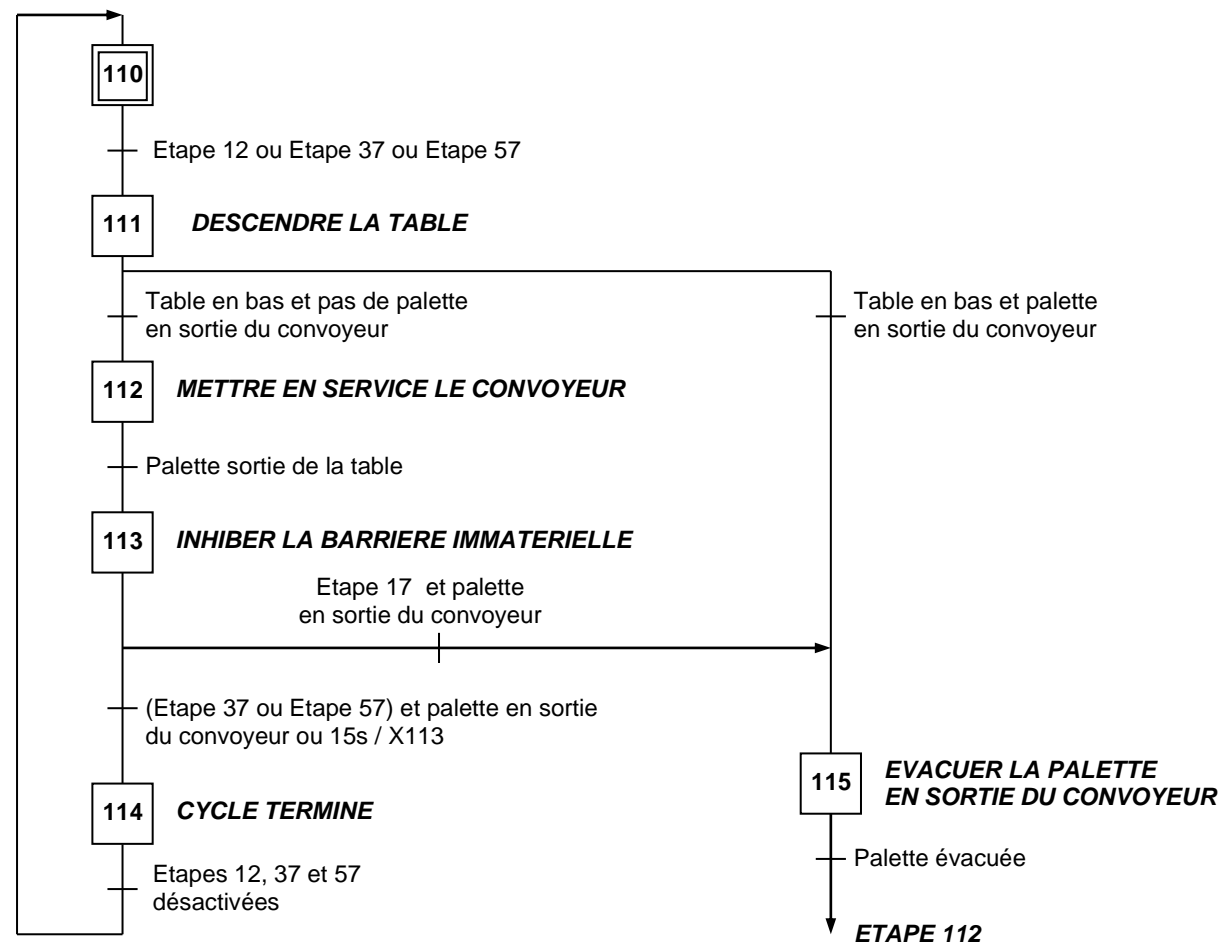 110
Etape 12 ou Etape 37 ou Etape 57
111
DESCENDRE LA TABLE
Table en bas et pas de palette
en sortie du convoyeur
Table en bas et palette
en sortie du convoyeur
112
METTRE EN SERVICE LE CONVOYEUR
Palette sortie de la table
113
INHIBER LA BARRIERE IMMATERIELLE
Etape 17 et palette
en sortie du convoyeur
(Etape 37 ou Etape 57) et palette en sortie
du convoyeur ou 15s / X113
115
EVACUER LA PALETTE
EN SORTIE DU CONVOYEUR
114
CYCLE TERMINE
Palette évacuée
Etapes 12, 37 et 57
désactivées
ETAPE 112